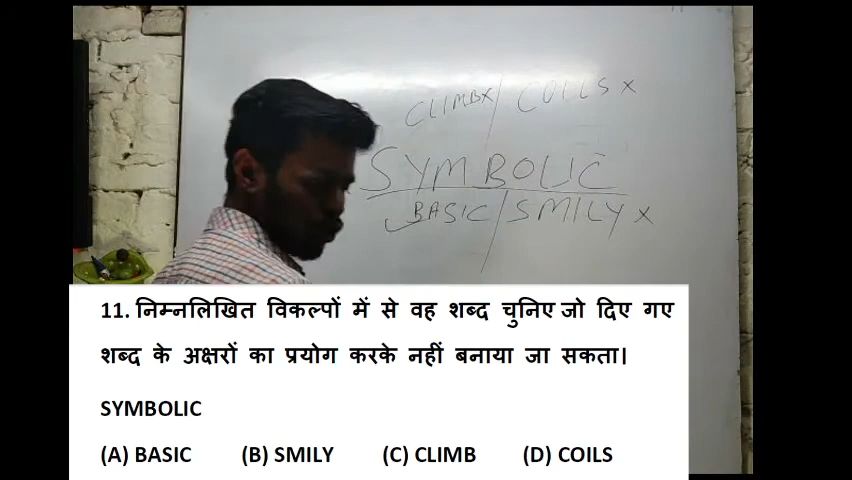 CLIMBx / COILS x
SYMBOLIC
BASIC / SMILY x
11. निम्नलिखित विकल्पों में से वह शब्द चुनिए जो दिए गए
शब्द के अक्षरों का प्रयोग करके नहीं बनाया जा सकता।
SYMBOLIC
(A) BASIC (B) SMILY (C) CLIMB (D) COILS